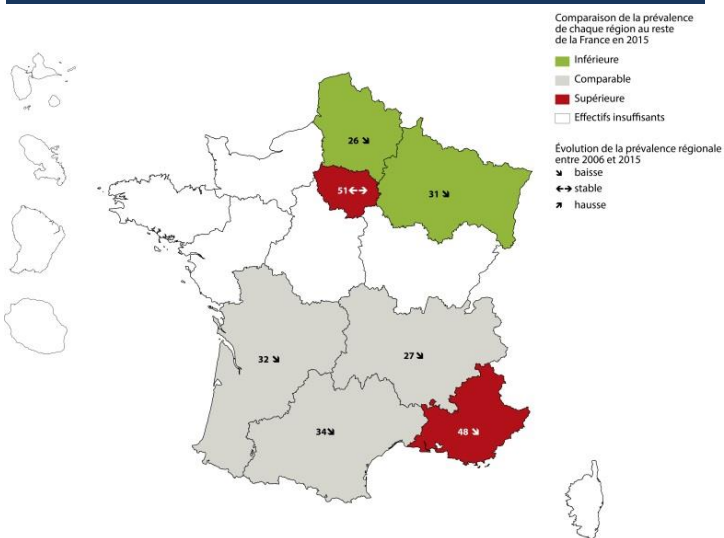 Comparaison de la prévalence
de chaque région au reste
de la France en 2015
Inférieure
Comparable
Supérieure
Effectifs insuffisants
Évolution de la prévalence régionale
entre 2006 et 2015
↘ baisse
↔ stable
↗ hausse
26 ↘
51 ↔
31 ↘
32 ↘
27 ↘
34 ↘
48 ↘